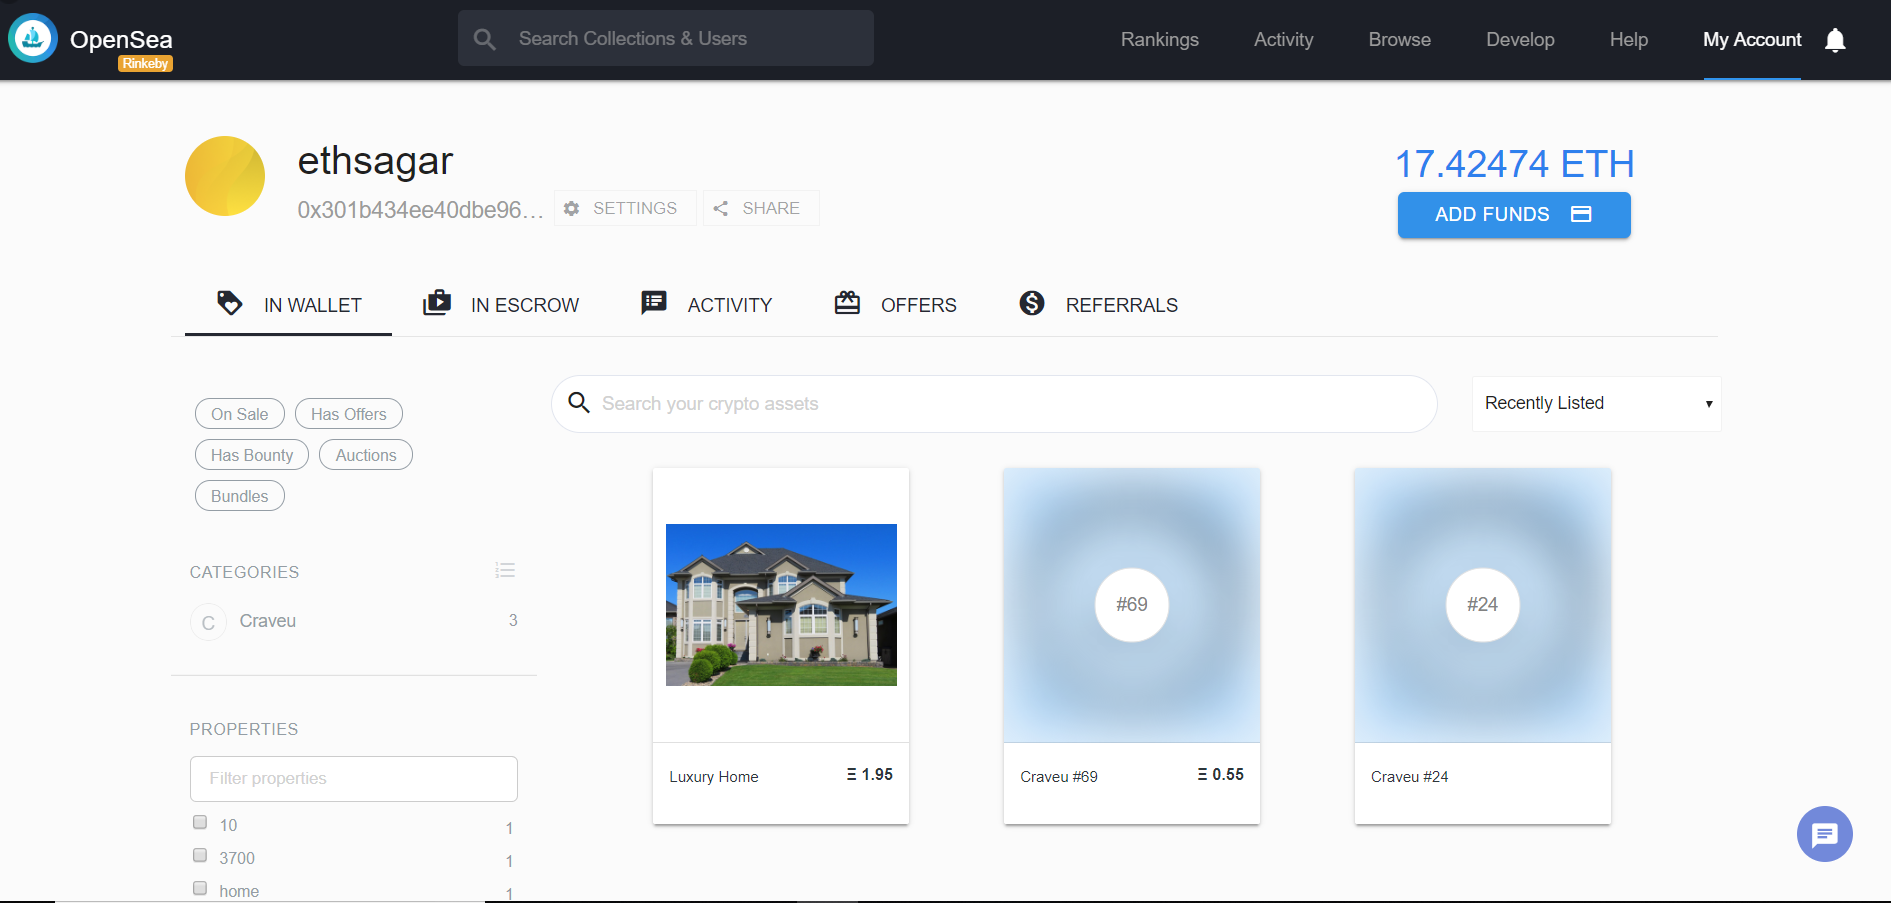 OpenSea
Rinkeby
Search Collections & Users
Rankings
Activity
Browse
Develop
Help
My Account
ethsagar
0x301b434ee40dbe96...
SETTINGS
SHARE
17.42474 ETH
ADD FUNDS
IN WALLET
IN ESCROW
ACTIVITY
OFFERS
REFERRALS
On Sale
Has Offers
Has Bounty
Auctions
Bundles
Search your crypto assets
Recently Listed
CATEGORIES
C Craveu 3
PROPERTIES
Filter properties
10 1
3700 1
home 1
Luxury Home Ξ 1.95
#69
Craveu #69 Ξ 0.55
#24
Craveu #24